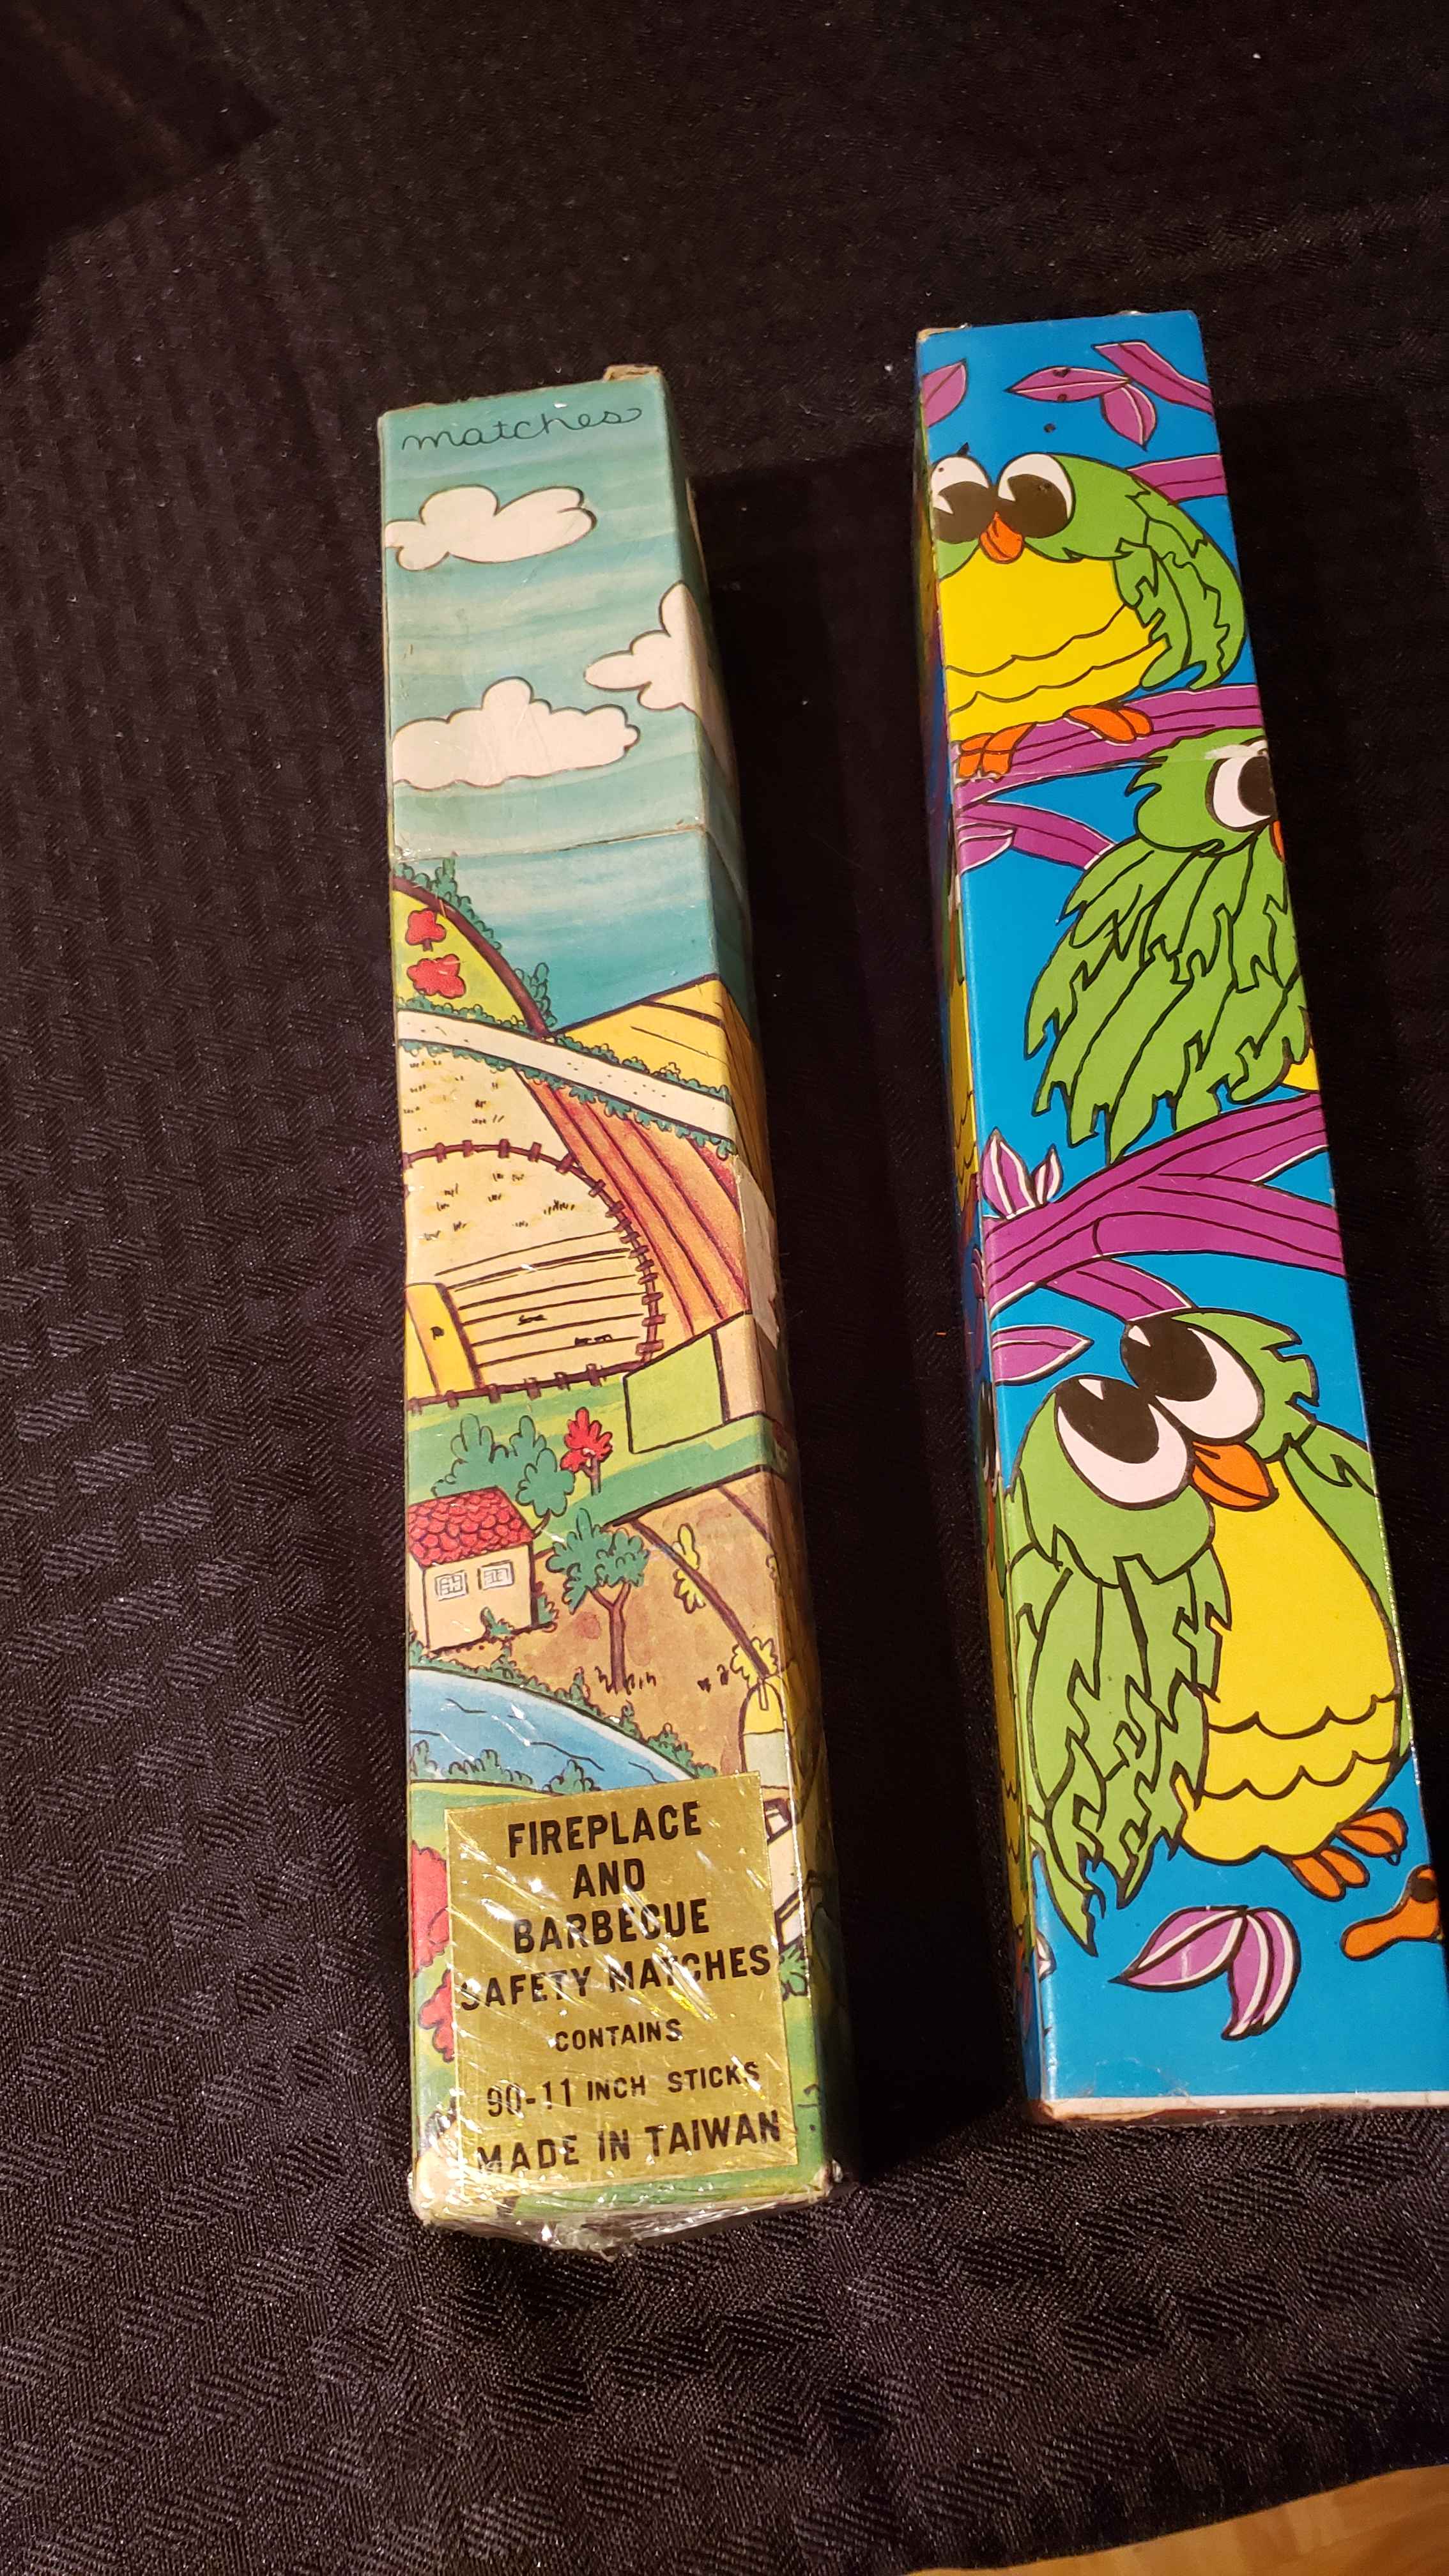 matches
FIREPLACE
AND
BARBECUE
SAFETY MATCHES
CONTAINS
90-11 INCH STICKS
MADE IN TAIWAN